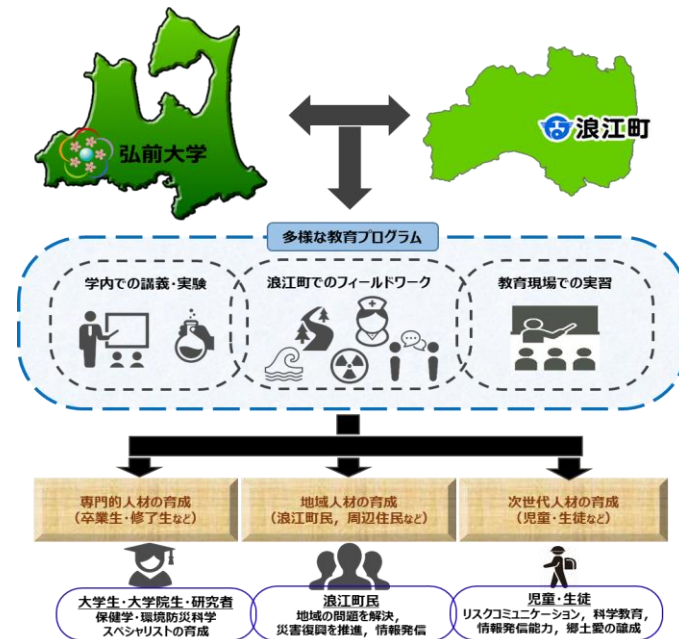 弘前大学
浪江町
多様な教育プログラム
学内での講義・実験
浪江町でのフィールドワーク
教育現場での実習
専門的人材の育成
(卒業生・修了生など)
地域人材の育成
(浪江町民，周辺住民など)
次世代人材の育成
(児童・生徒など)
大学生・大学院生・研究者
保健学・環境防災科学
スペシャリストの育成
浪江町民
地域の問題を解決，
災害復興を推進，情報発信
児童・生徒
リスクコミュニケーション，科学教育，
情報発信能力，郷土愛の醸成